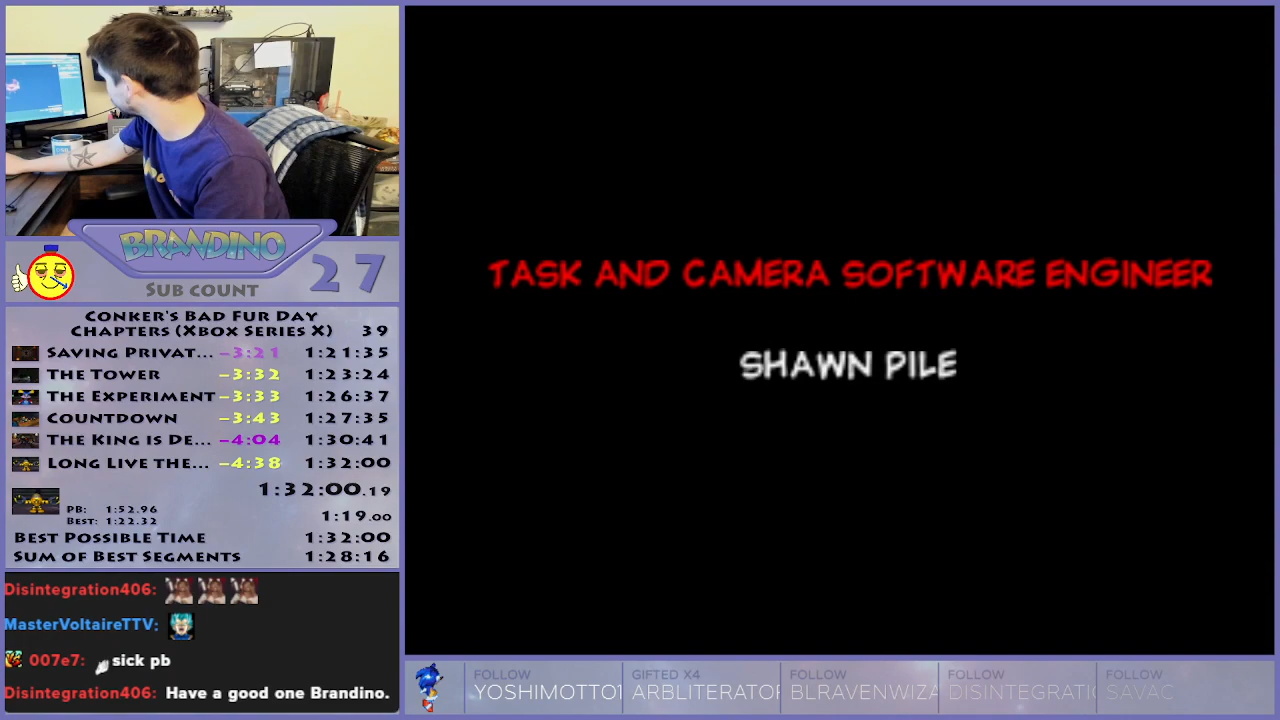 BRANDINO
SUB COUNT
27
CONKER'S BAD FUR DAY
CHAPTERS (XBOX SERIES X) 39
SAVING PRIVAT... -3:21 1:21:35
THE TOWER -3:32 1:23:24
THE EXPERIMENT -3:33 1:26:37
COUNTDOWN -3:43 1:27:35
THE KING IS DE... -4:04 1:30:41
LONG LIVE THE... -4:38 1:32:00
1:32:00.19
PB: 1:52.96
BEST: 1:22.32
1:19.00
BEST POSSIBLE TIME 1:32:00
SUM OF BEST SEGMENTS 1:28:16
Disintegration406:
MasterVoltaireTTV:
007e7: sick pb
Disintegration406: Have a good one Brandino.
TASK AND CAMERA SOFTWARE ENGINEER
SHAWN PILE
FOLLOW
YOSHIMOTTO1
GIFTED X4
ARBLITERATOR
FOLLOW
BLRAVENWIZA
FOLLOW
DISINTEGRATIO
FOLLOW
SAVAC